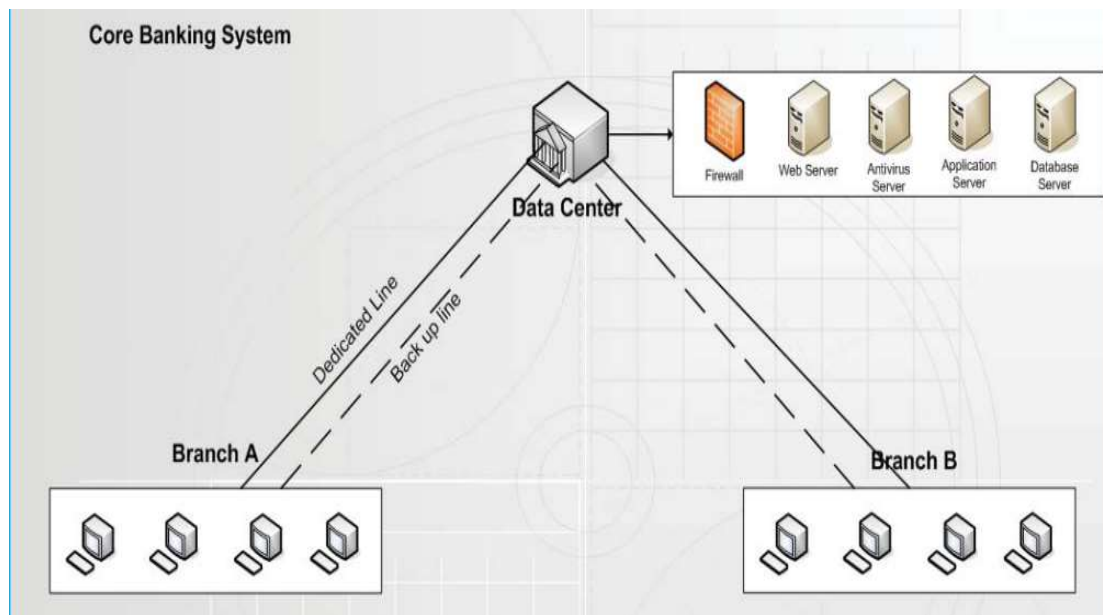 Core Banking System
Firewall
Web Server
Antivirus
Server
Application
Server
Database
Server
Data Center
Dedicated Line
Back up line
Branch A
Branch B